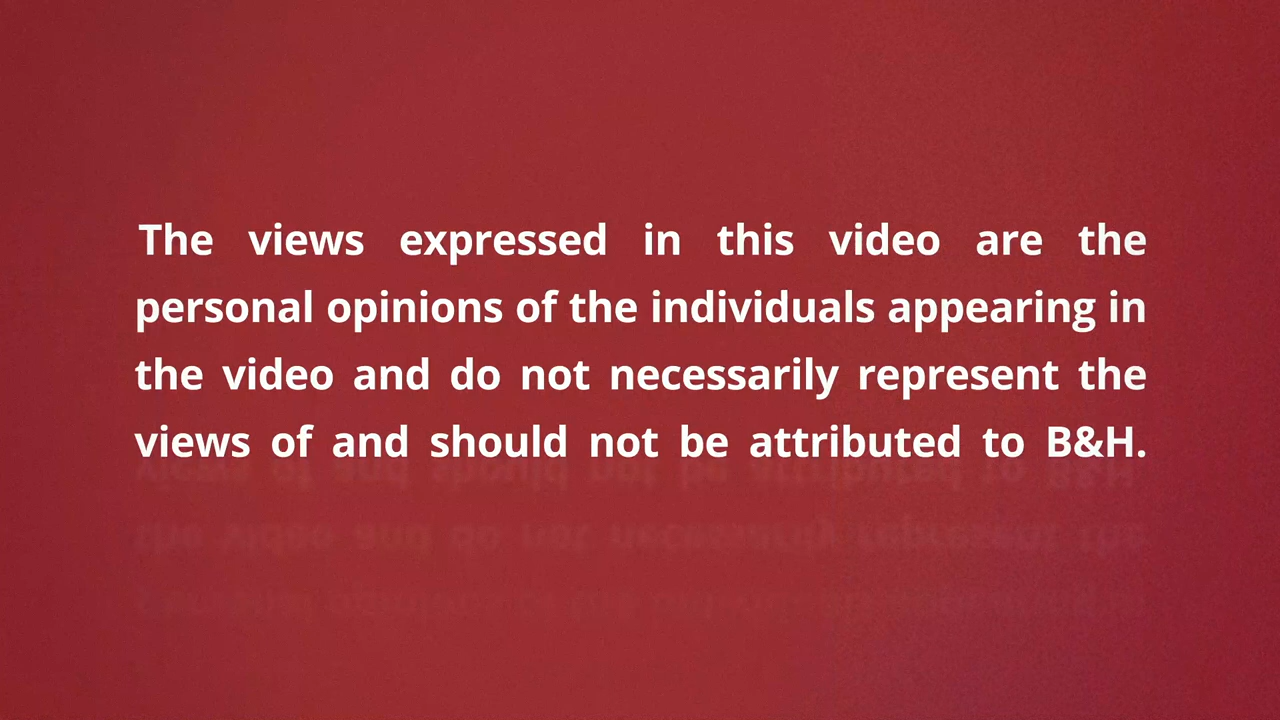 The views expressed in this video are the
personal opinions of the individuals appearing in
the video and do not necessarily represent the
views of and should not be attributed to B&H.